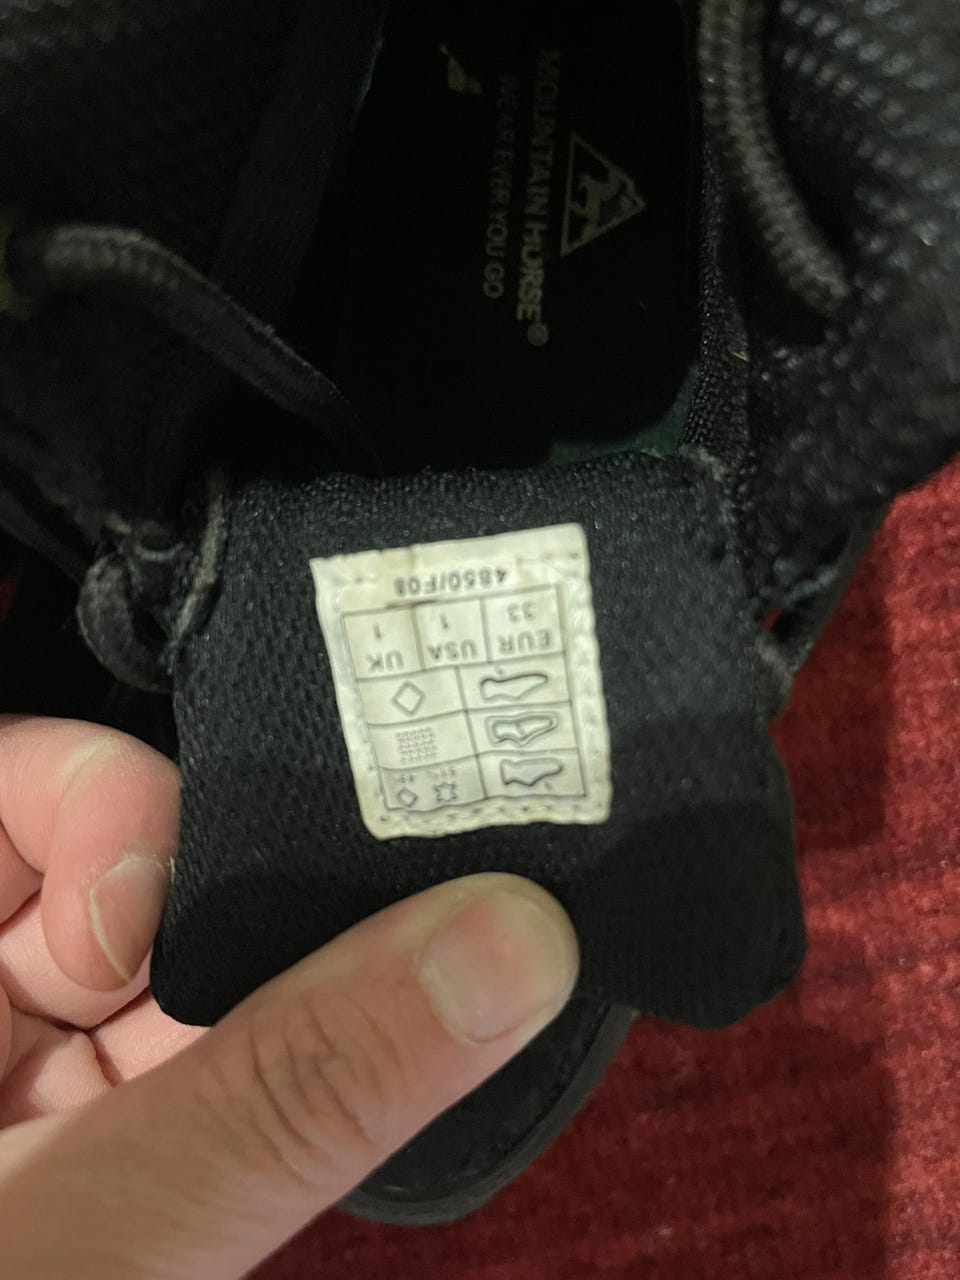 MOUNTAIN HORSE®
WEAR EVER YOU GO
EUR USA UK
33 1 1
4850/F08